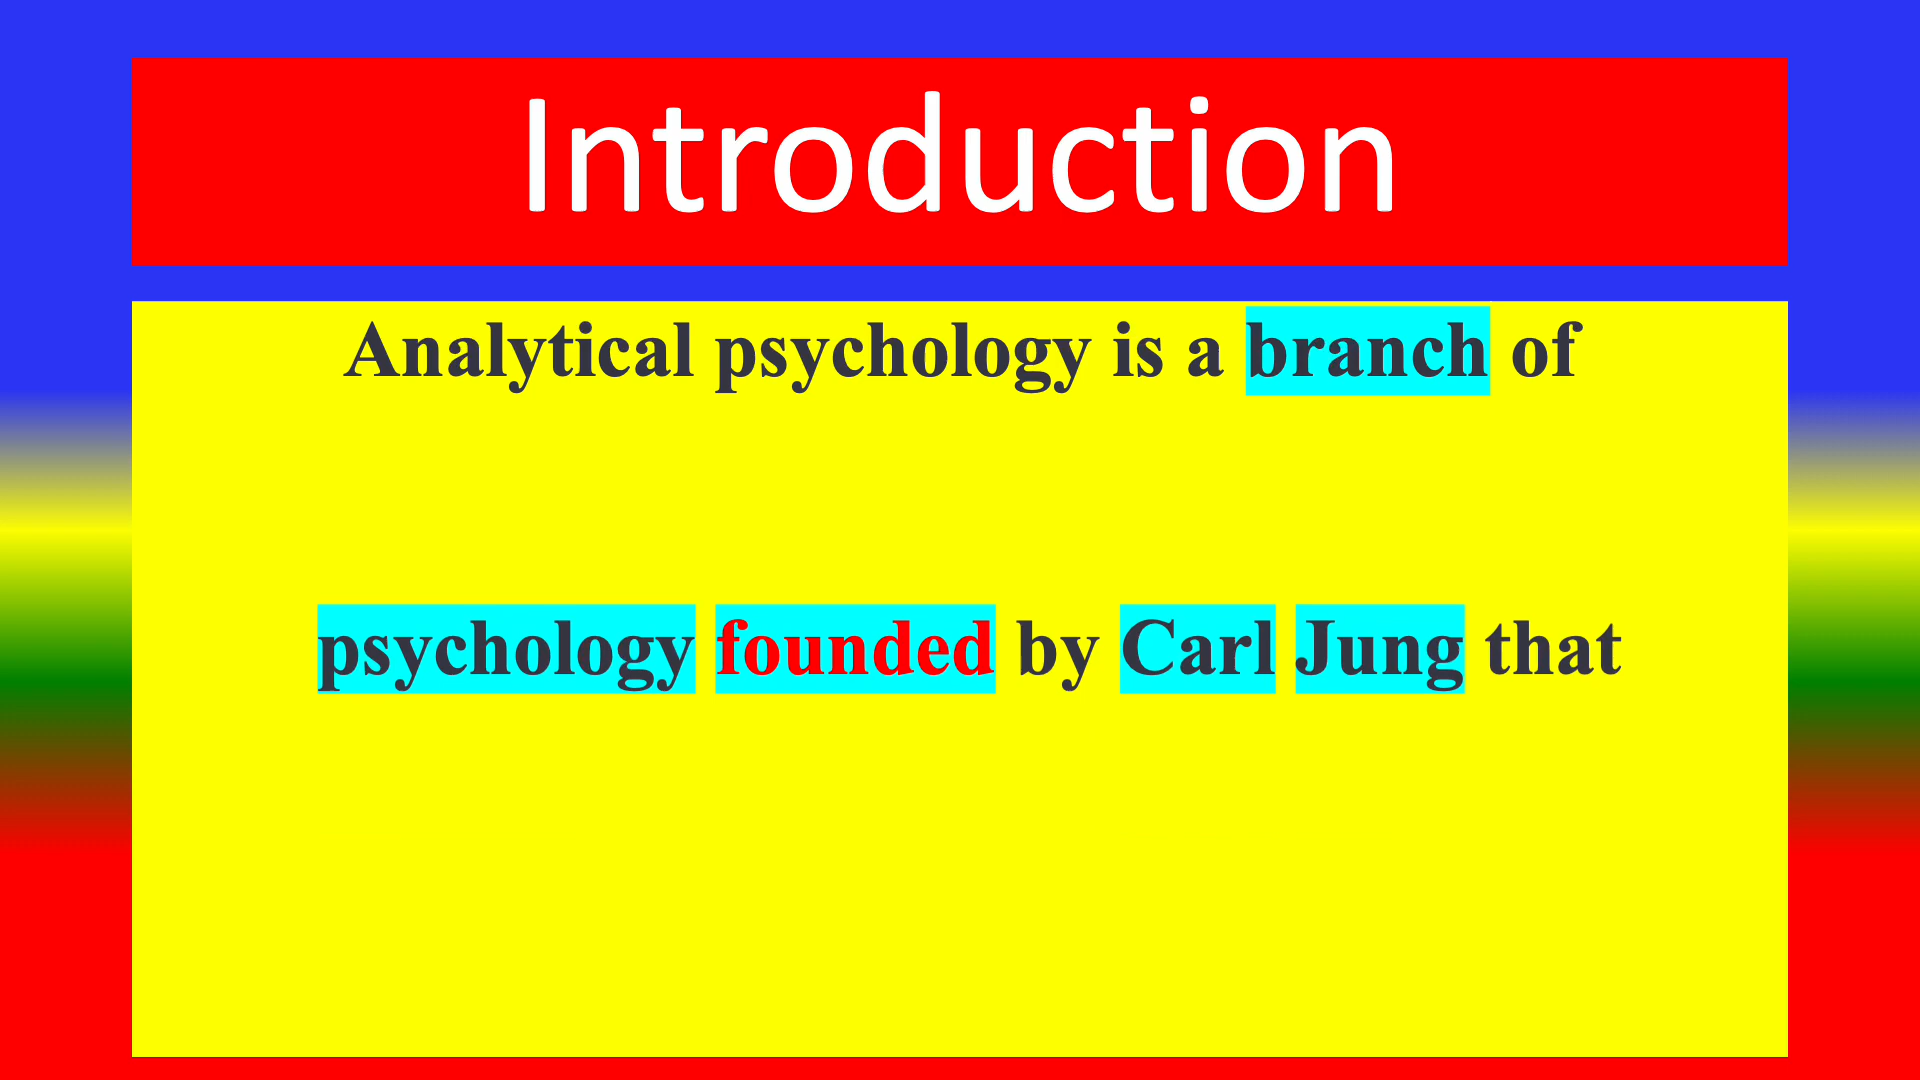 Introduction
Analytical psychology is a branch of
psychology founded by Carl Jung that